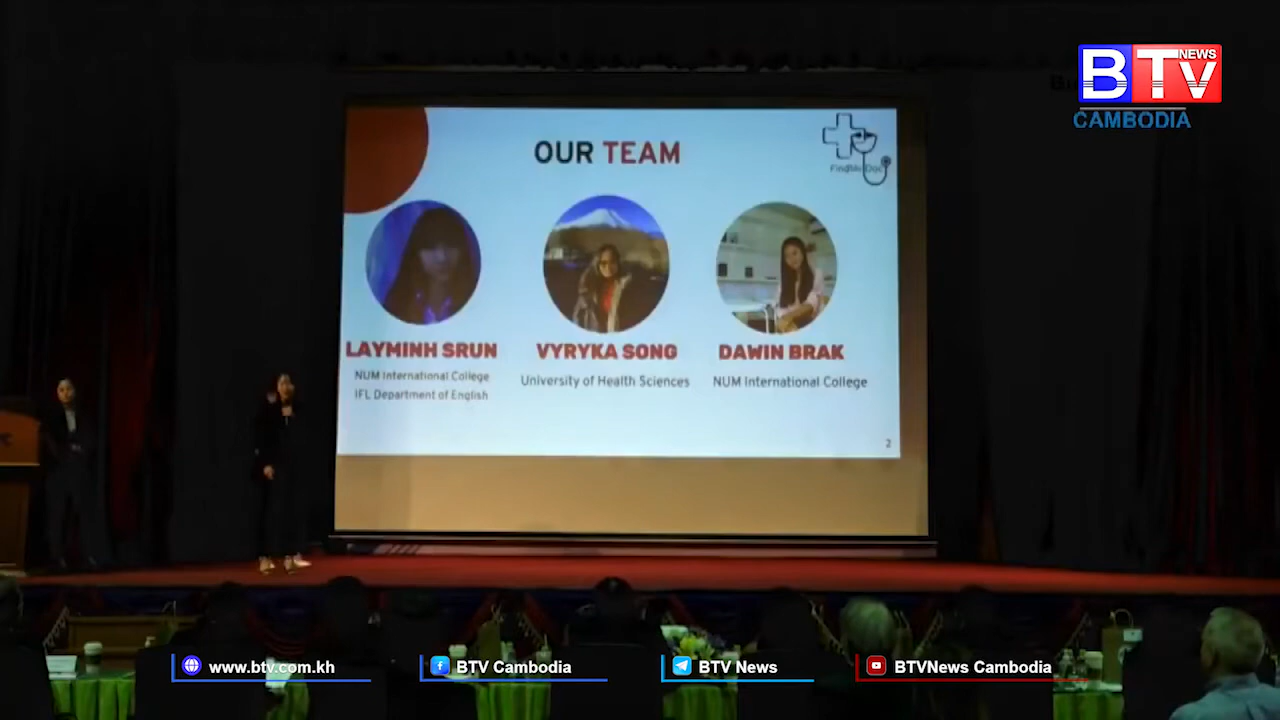 BTV NEWS
CAMBODIA
OUR TEAM
LAYMINH SRUN
NUM International College
IFL Department of English
VYRYKA SONG
University of Health Sciences
DAWIN BRAK
NUM International College
2
www.btv.com.kh
BTV Cambodia
BTV News
BTVNews Cambodia